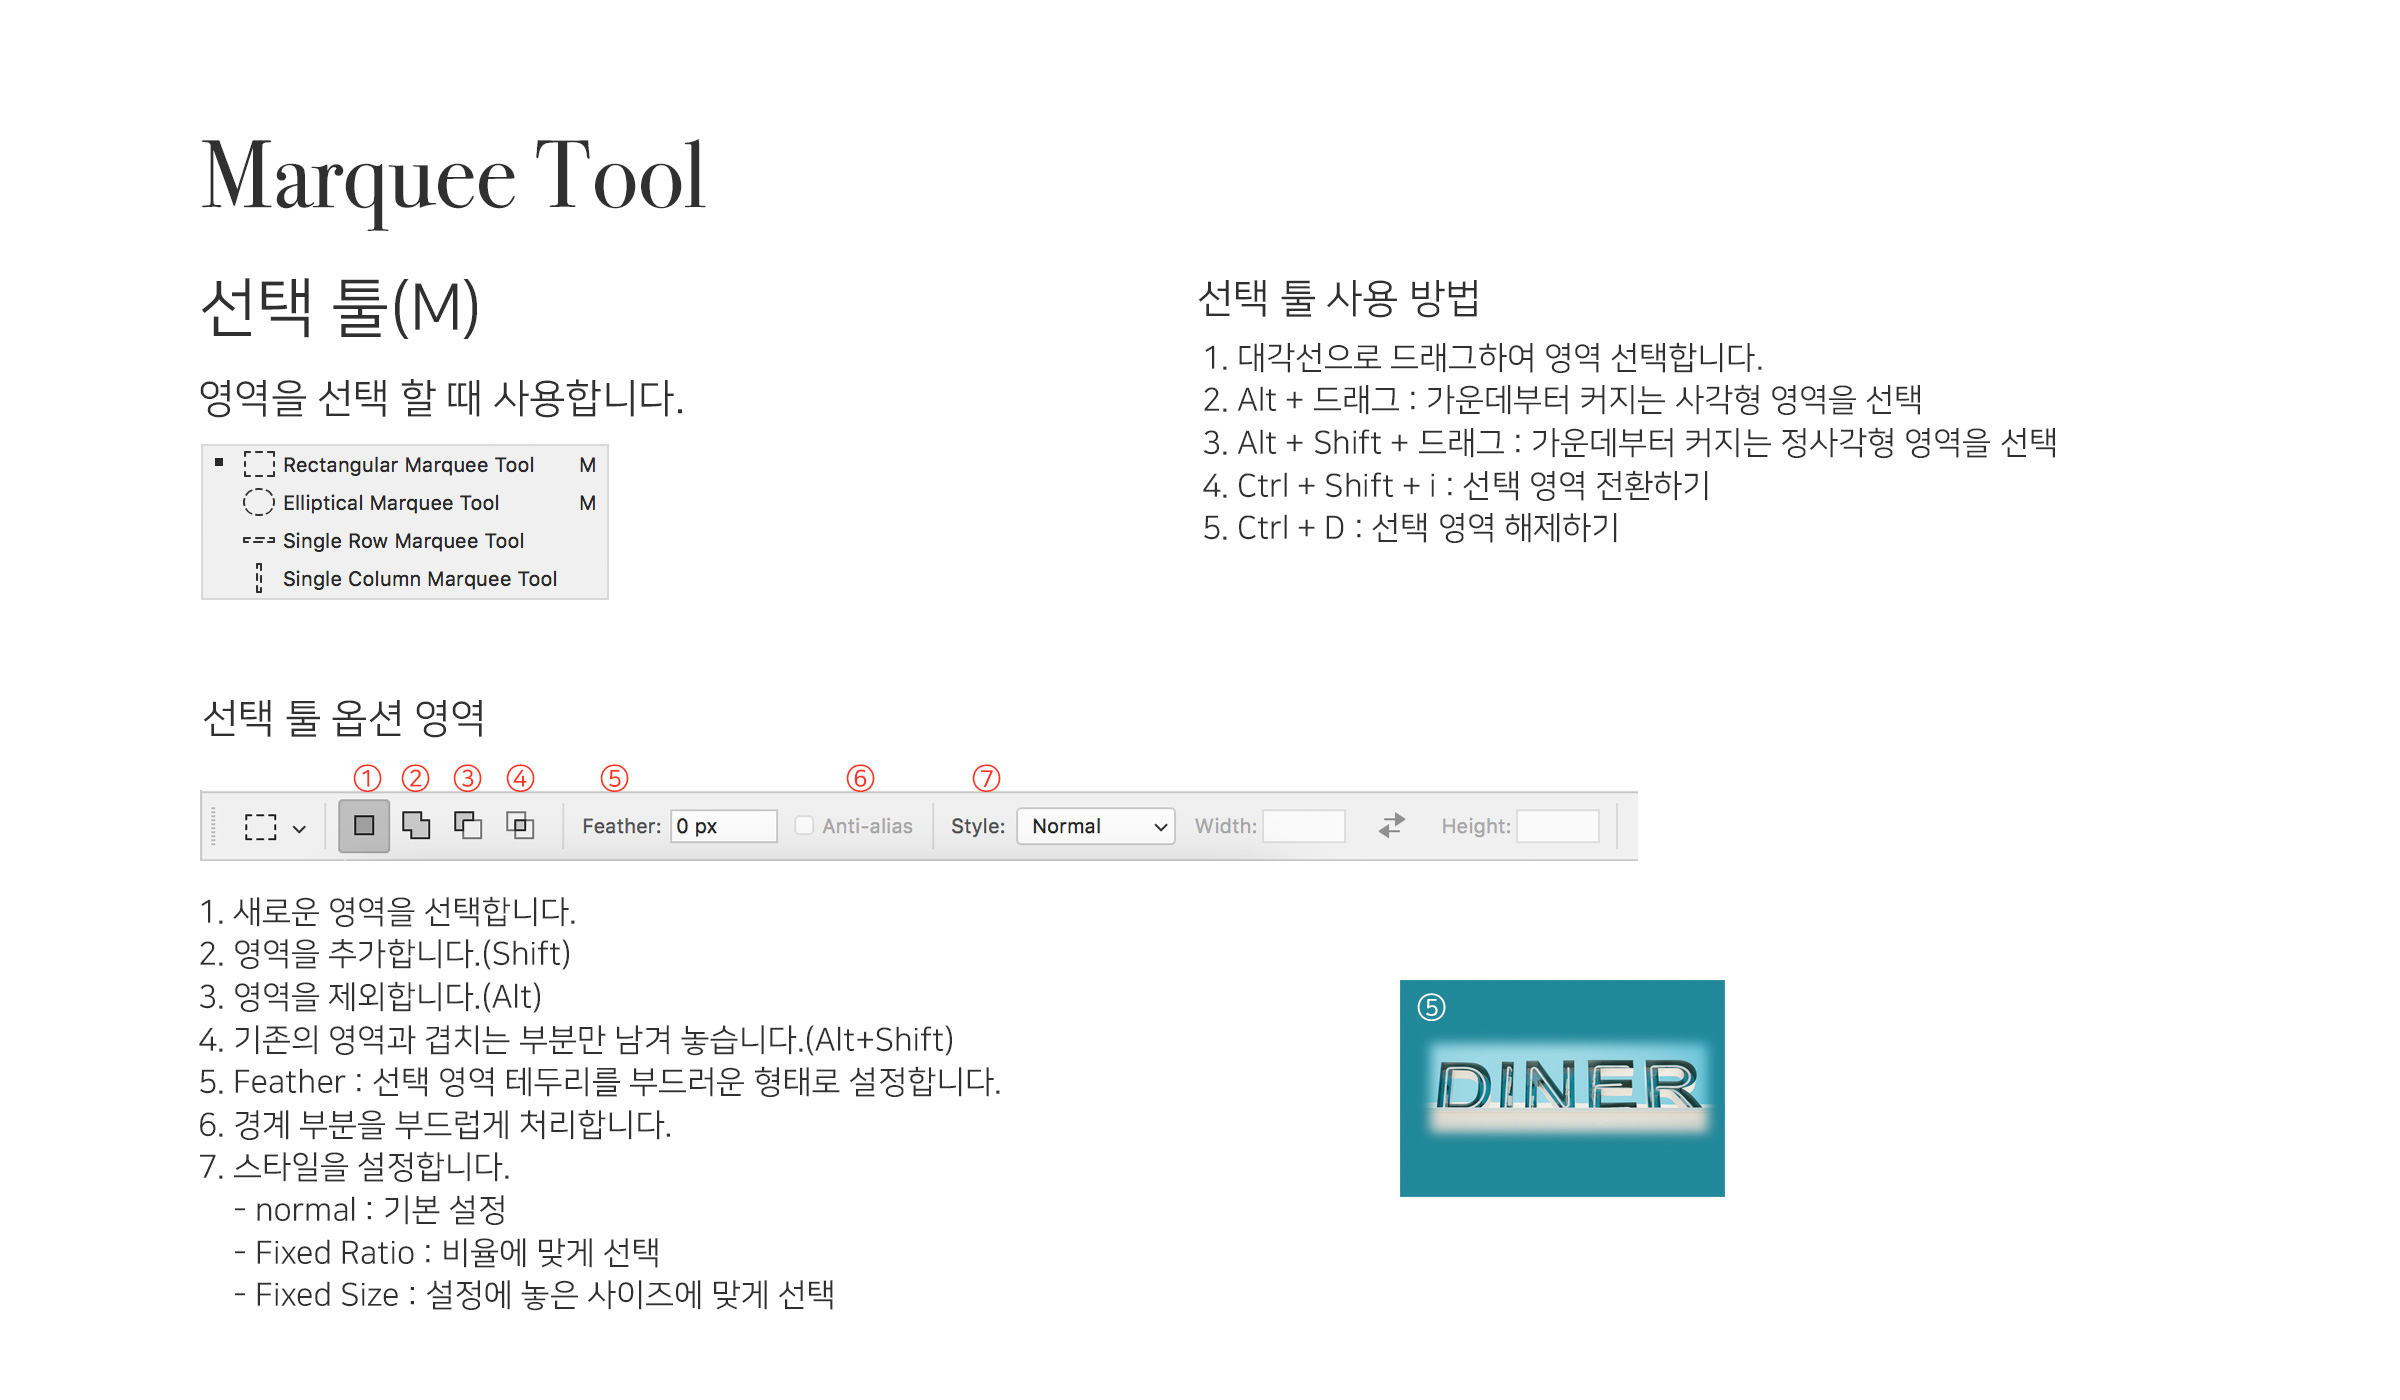 Marquee Tool
선택 툴(M)
영역을 선택 할 때 사용합니다.
Rectangular Marquee Tool M
Elliptical Marquee Tool M
Single Row Marquee Tool
Single Column Marquee Tool
선택 툴 사용 방법
1. 대각선으로 드래그하여 영역 선택합니다.
2. Alt + 드래그 : 가운데부터 커지는 사각형 영역을 선택
3. Alt + Shift + 드래그 : 가운데부터 커지는 정사각형 영역을 선택
4. Ctrl + Shift + i : 선택 영역 전환하기
5. Ctrl + D : 선택 영역 해제하기
선택 툴 옵션 영역
① ② ③ ④ ⑤ ⑥ ⑦
Feather: 0 px Anti-alias Style: Normal Width: Height:
1. 새로운 영역을 선택합니다.
2. 영역을 추가합니다.(Shift)
3. 영역을 제외합니다.(Alt)
4. 기존의 영역과 겹치는 부분만 남겨 놓습니다.(Alt+Shift)
5. Feather : 선택 영역 테두리를 부드러운 형태로 설정합니다.
6. 경계 부분을 부드럽게 처리합니다.
7. 스타일을 설정합니다.
- normal : 기본 설정
- Fixed Ratio : 비율에 맞게 선택
- Fixed Size : 설정에 놓은 사이즈에 맞게 선택
⑤
DINER